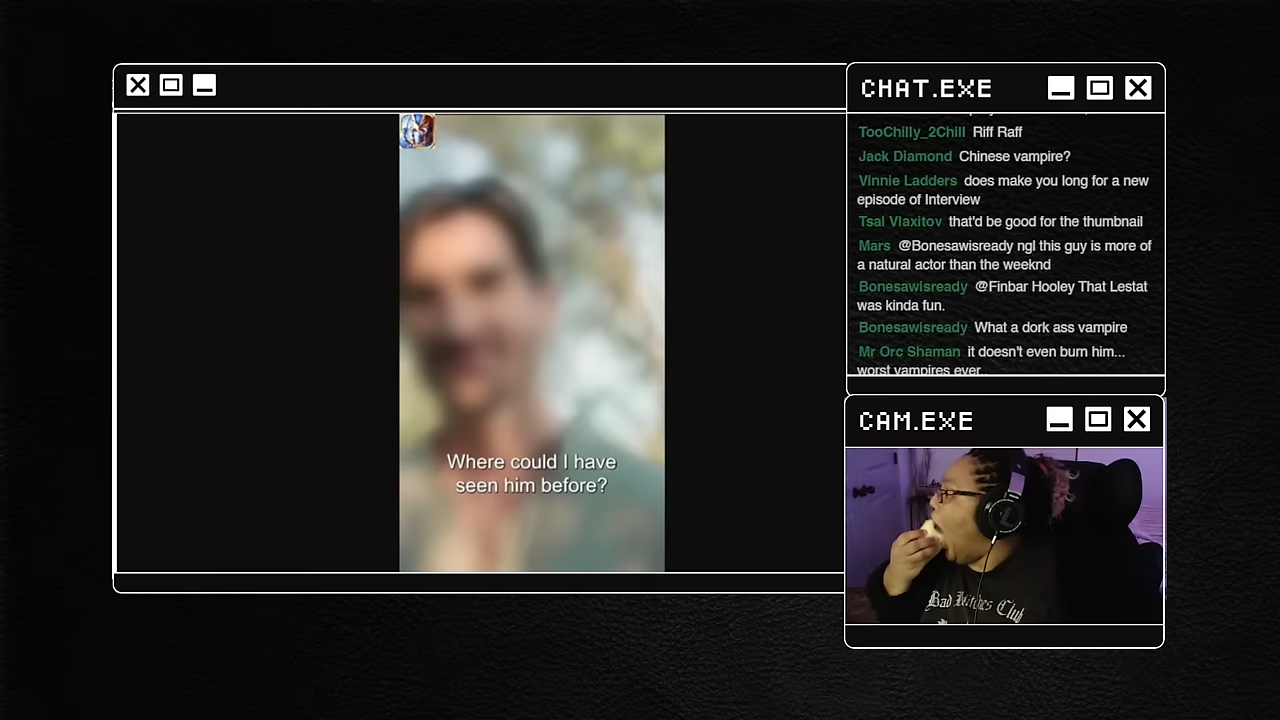 CHAT.EXE
TooChilly_2Chill Riff Raff
Jack Diamond Chinese vampire?
Vinnie Ladders does make you long for a new
episode of Interview
Tsal Vlaxitov that'd be good for the thumbnail
Mars @Bonesawisready ngl this guy is more of
a natural actor than the weeknd
Bonesawisready @Finbar Hooley That Lestat
was kinda fun.
Bonesawisready What a dork ass vampire
Mr Orc Shaman it doesn't even burn him...
worst vampires ever
Where could I have
seen him before?
CAM.EXE
Bad Witches Club